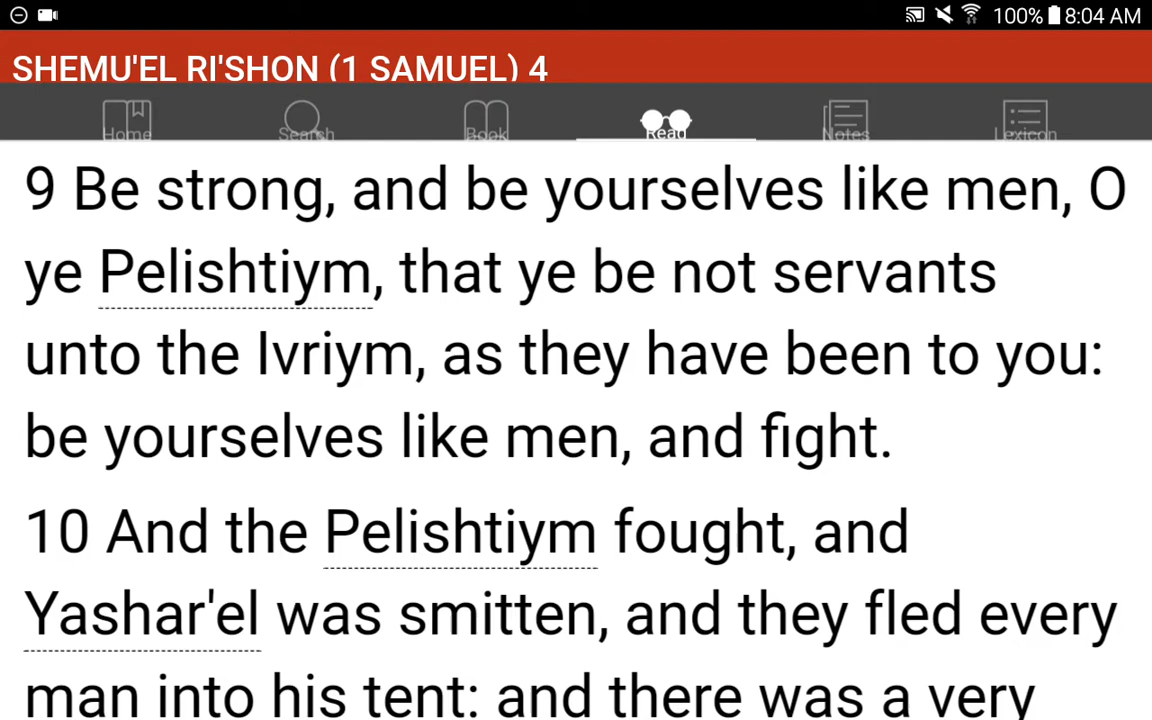 100% 8:04 AM
SHEMU'EL RI'SHON (1 SAMUEL) 4
Home Search Book Read Notes Lexicon
9 Be strong, and be yourselves like men, O
ye Pelishtiym, that ye be not servants
unto the Ivriym, as they have been to you:
be yourselves like men, and fight.
10 And the Pelishtiym fought, and
Yashar'el was smitten, and they fled every
man into his tent: and there was a very